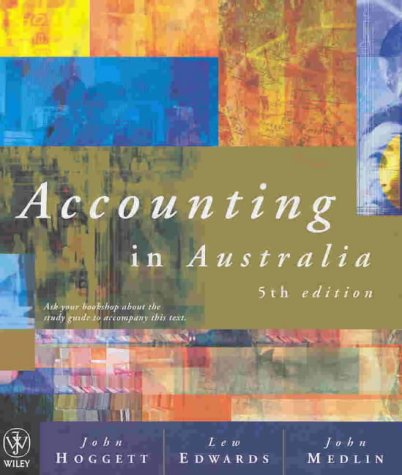 Accounting
in Australia
5th edition
Ask your bookshop about the
study guide to accompany this text.
John
HOGGETT
Lew
EDWARDS
John
MEDLIN
WILEY